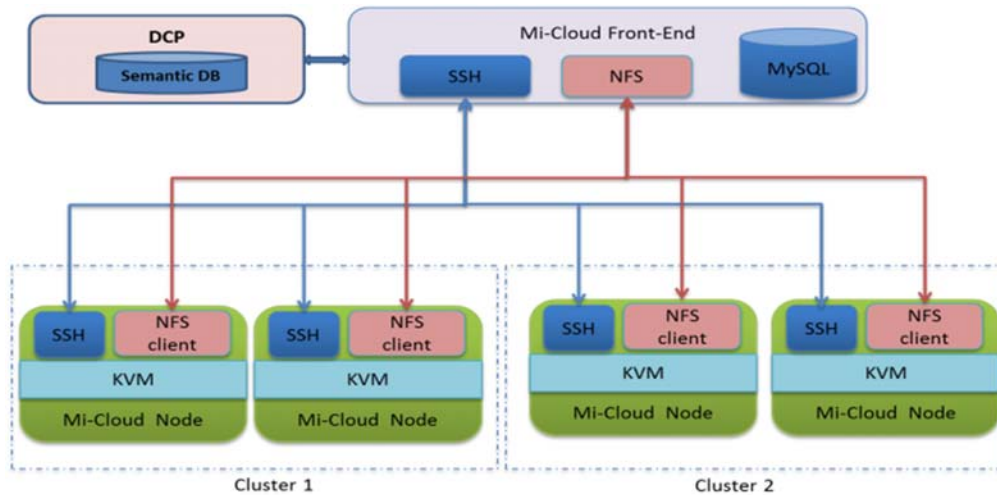 DCP
Semantic DB
Mi-Cloud Front-End
SSH
NFS
MySQL
SSH
NFS
client
KVM
Mi-Cloud Node
SSH
NFS
client
KVM
Mi-Cloud Node
SSH
NFS
client
KVM
Mi-Cloud Node
SSH
NFS
client
KVM
Mi-Cloud Node
Cluster 1
Cluster 2